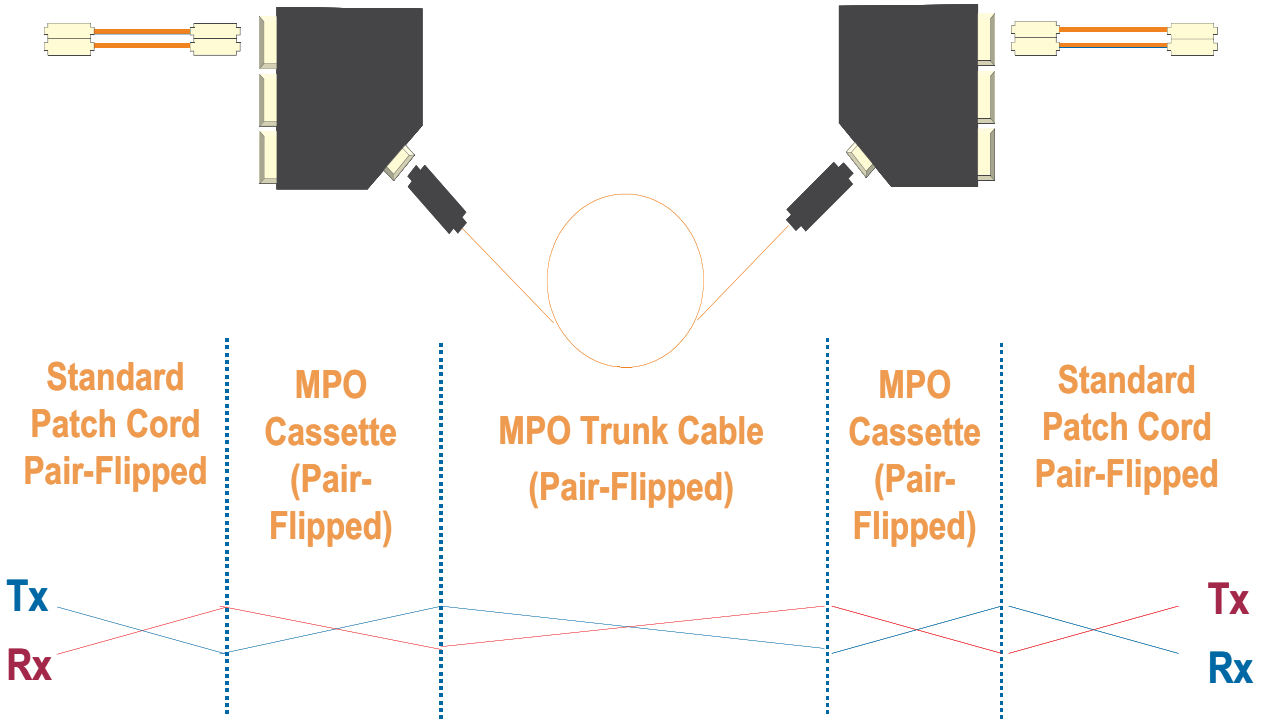 Standard
Patch Cord
Pair-Flipped
MPO
Cassette
(Pair-
Flipped)
MPO Trunk Cable
(Pair-Flipped)
MPO
Cassette
(Pair-
Flipped)
Standard
Patch Cord
Pair-Flipped
Tx
Rx
Tx
Rx